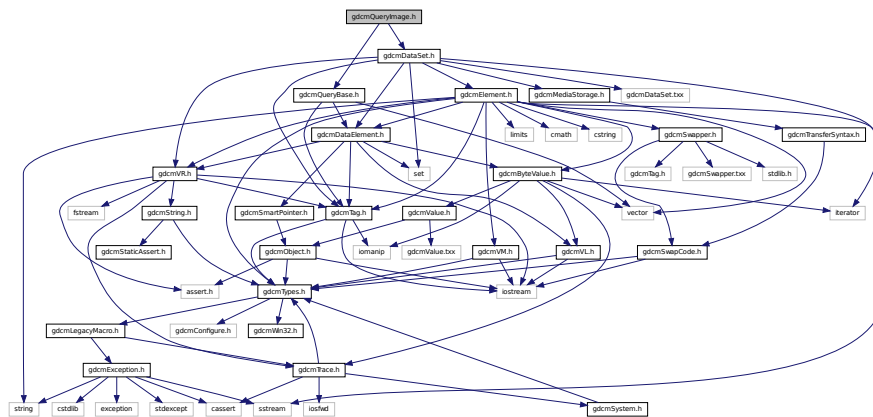 gdcmQueryImage.h
gdcmDataSet.h
gdcmQueryBase.h
gdcmElement.h
gdcmMediaStorage.h
gdcmDataSet.txx
gdcmDataElement.h
limits
cmath
cstring
gdcmSwapper.h
gdcmTransferSyntax.h
gdcmVR.h
set
gdcmByteValue.h
gdcmTag.h
gdcmSwapper.txx
stdlib.h
fstream
gdcmString.h
gdcmSmartPointer.h
gdcmTag.h
gdcmValue.h
vector
iterator
gdcmStaticAssert.h
gdcmObject.h
iomanip
gdcmValue.txx
gdcmVM.h
gdcmVL.h
gdcmSwapCode.h
assert.h
gdcmTypes.h
iostream
gdcmLegacyMacro.h
gdcmConfigure.h
gdcmWin32.h
gdcmException.h
gdcmTrace.h
string
cstdlib
exception
stdexcept
cassert
sstream
iosfwd
gdcmSystem.h